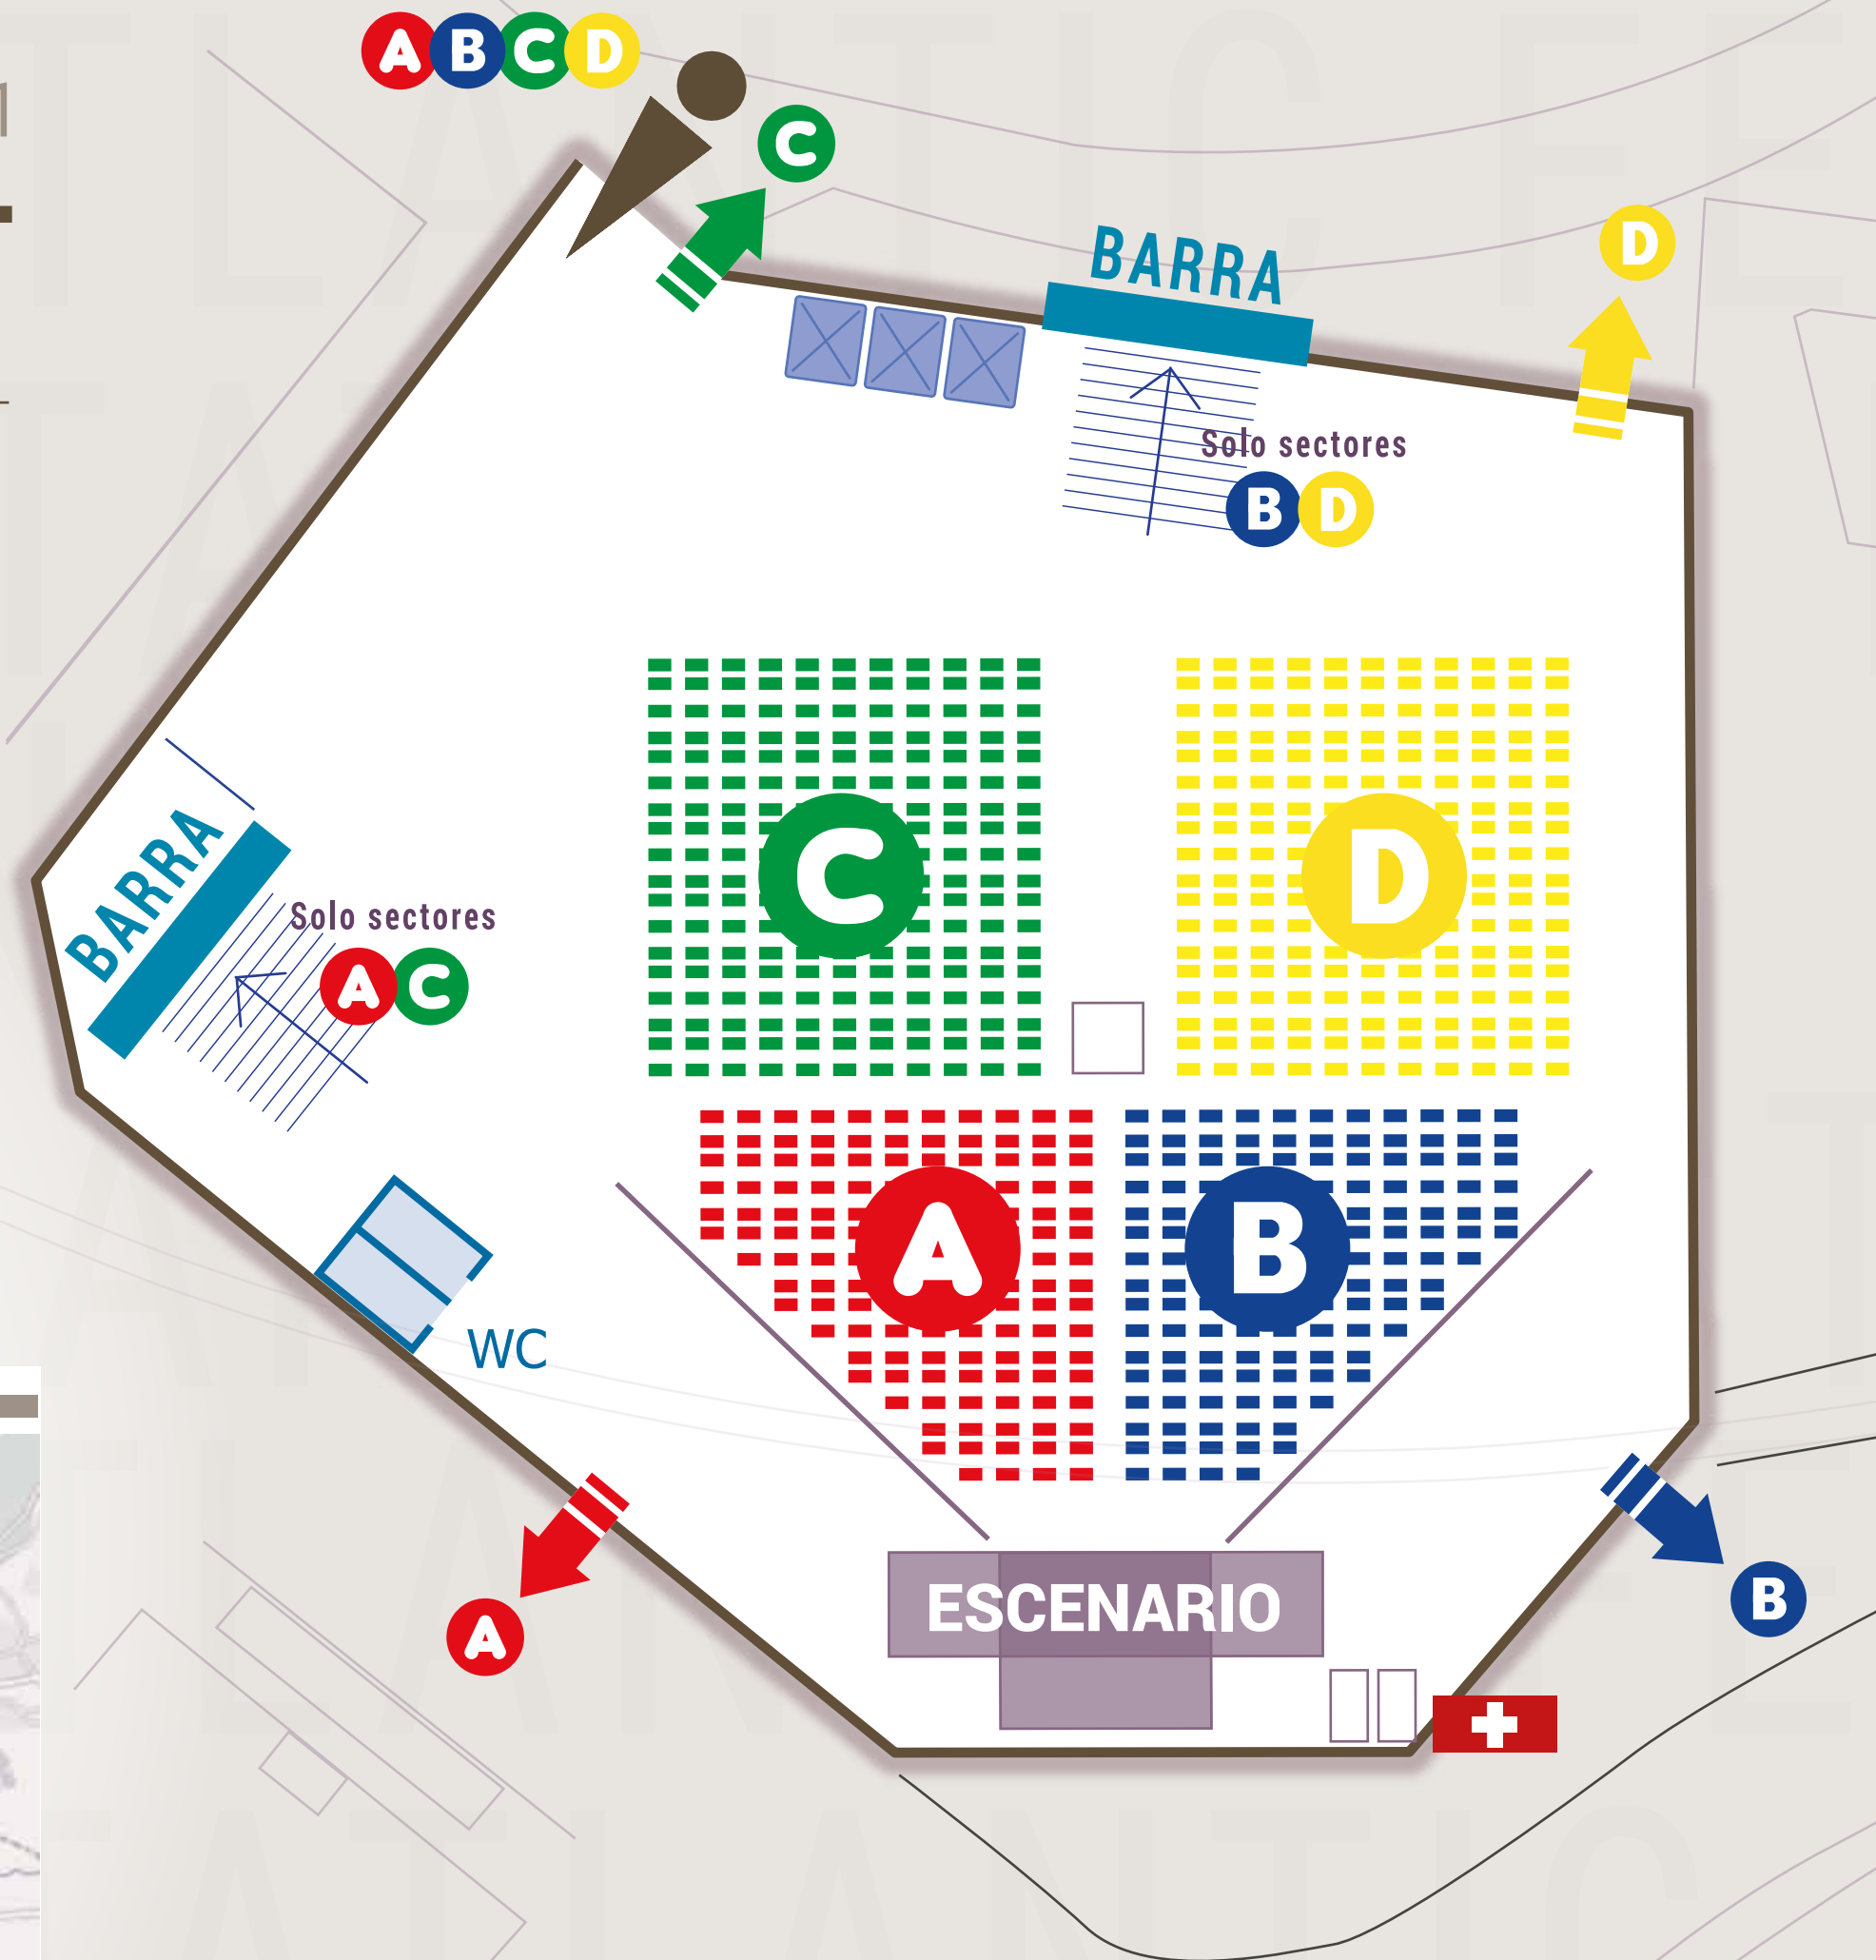 A B C D
C
D
BARRA
Solo sectores
B D
C
D
BARRA
Solo sectores
A C
A
B
WC
A
ESCENARIO
B